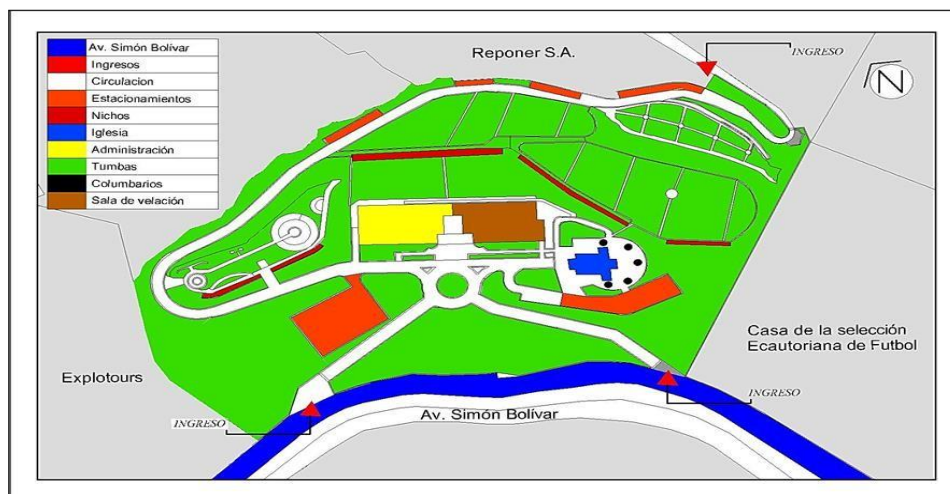 Av. Simón Bolívar
Ingresos
Circulacion
Estacionamientos
Nichos
Iglesia
Administración
Tumbas
Columbarios
Sala de velación
Reponer S.A.
INGRESO
N
Casa de la selección
Ecautoriana de Futbol
Explotours
INGRESO
Av. Simón Bolívar
INGRESO